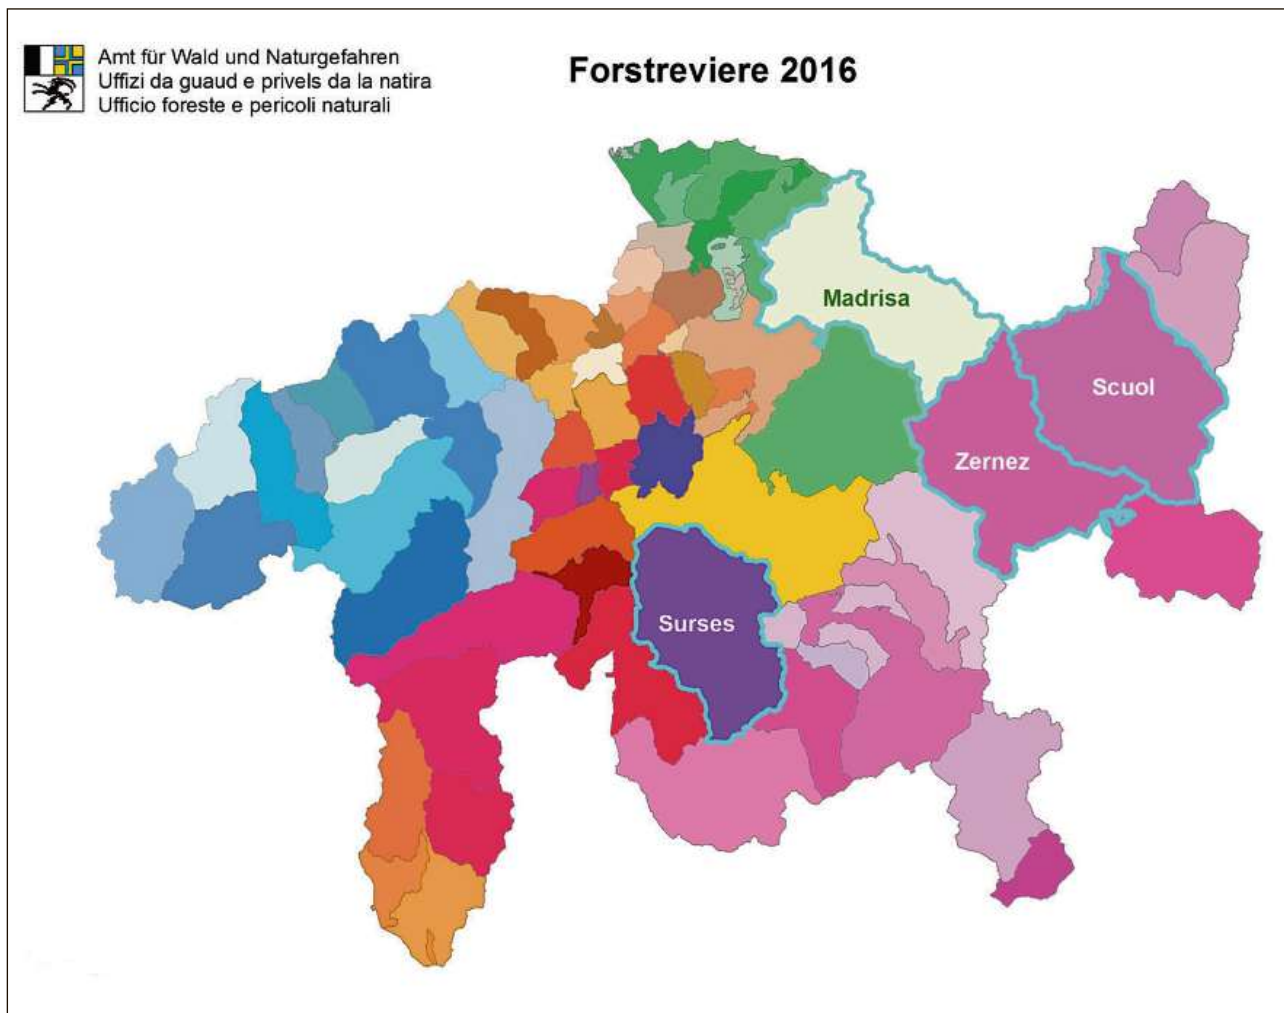 Amt für Wald und Naturgefahren
Uffizi da guaud e privels da la natira
Ufficio foreste e pericoli naturali
Forstreviere 2016
Madrisa
Scuol
Zernez
Surses